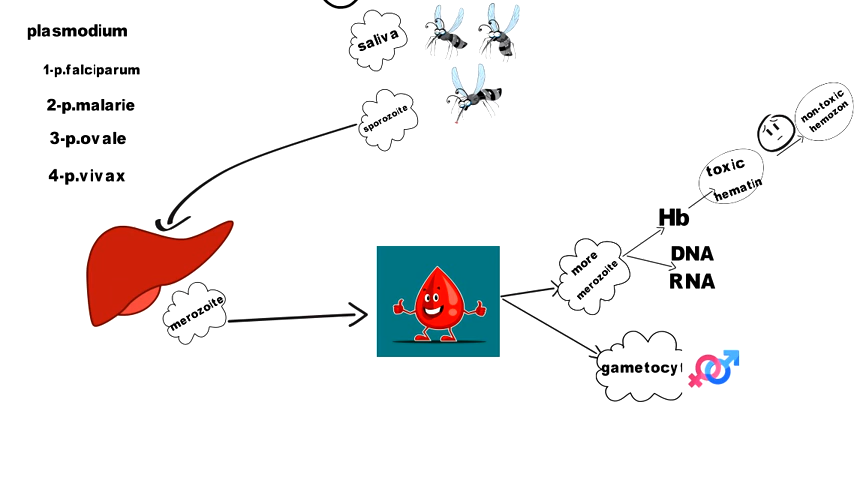 plasmodium
1-p.falciparum
2-p.malarie
3-p.ovale
4-p.vivax
saliva
sporozoite
merozoite
more
merozoite
Hb
DNA
RNA
toxic
hematin
non-toxic
hemozon
gametocyt